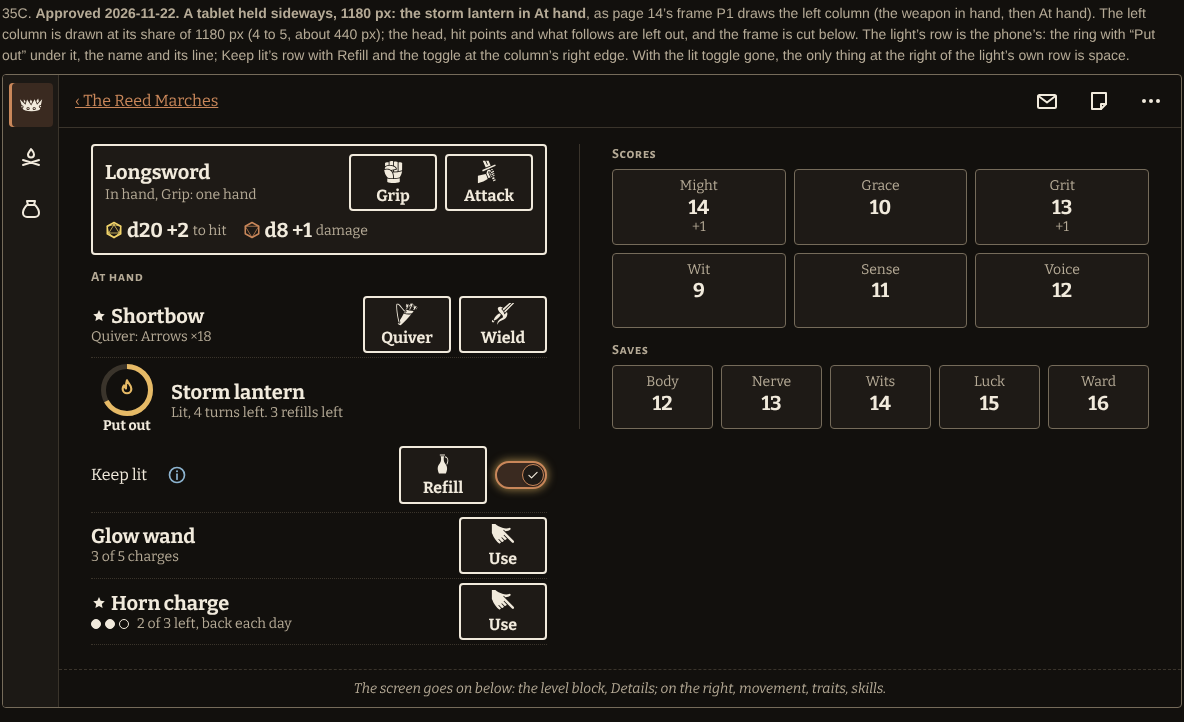 35C. Approved 2026-11-22. A tablet held sideways, 1180 px: the storm lantern in At hand, as page 14’s frame P1 draws the left column (the weapon in hand, then At hand). The left
column is drawn at its share of 1180 px (4 to 5, about 440 px); the head, hit points and what follows are left out, and the frame is cut below. The light’s row is the phone’s: the ring with “Put
out” under it, the name and its line; Keep lit’s row with Refill and the toggle at the column’s right edge. With the lit toggle gone, the only thing at the right of the light’s own row is space.
‹ The Reed Marches
Longsword
In hand, Grip: one hand
Grip
Attack
d20 +2 to hit
d8 +1 damage
At hand
Shortbow
Quiver: Arrows ×18
Quiver
Wield
Put out
Storm lantern
Lit, 4 turns left. 3 refills left
Keep lit
Refill
Glow wand
3 of 5 charges
Use
Horn charge
2 of 3 left, back each day
Use
Scores
Might
14
+1
Grace
10
Grit
13
+1
Wit
9
Sense
11
Voice
12
Saves
Body
12
Nerve
13
Wits
14
Luck
15
Ward
16
The screen goes on below: the level block, Details; on the right, movement, traits, skills.